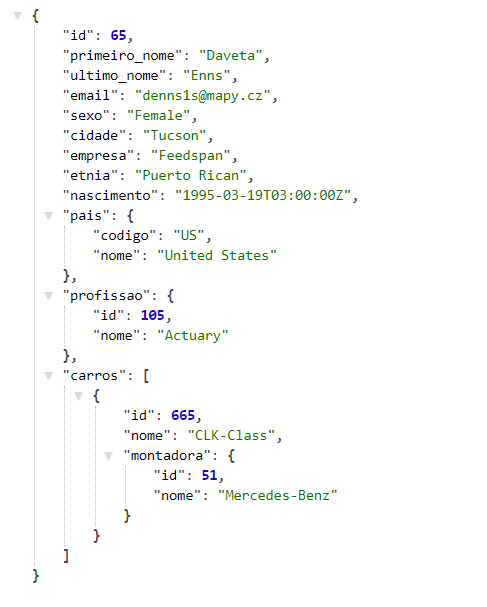 {
"id": 65,
"primeiro_nome": "Daveta",
"ultimo_nome": "Enns",
"email": "denns1s@mapy.cz",
"sexo": "Female",
"cidade": "Tucson",
"empresa": "Feedspan",
"etnia": "Puerto Rican",
"nascimento": "1995-03-19T03:00:00Z",
"pais": {
"codigo": "US",
"nome": "United States"
},
"profissao": {
"id": 105,
"nome": "Actuary"
},
"carros": [
{
"id": 665,
"nome": "CLK-Class",
"montadora": {
"id": 51,
"nome": "Mercedes-Benz"
}
}
]
}